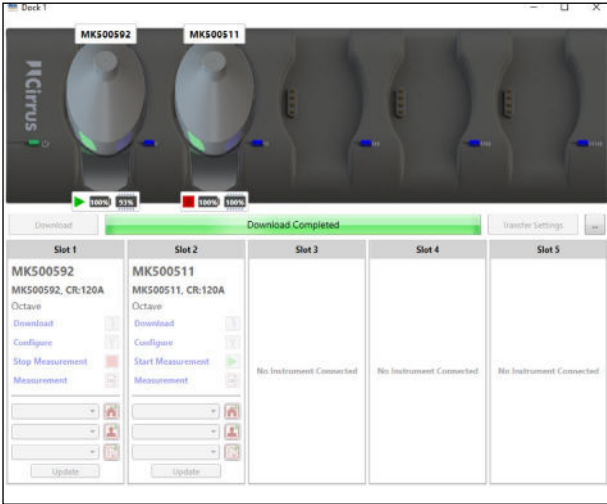 Dock 1
MK500592 MK500511
Cirrus
100% 93% 100% 100%
Download Download Completed Transfer Settings ...
Slot 1 Slot 2 Slot 3 Slot 4 Slot 5
MK500592 MK500511
MK500592, CR:120A MK500511, CR:120A
Octave Octave
Download Download
Configure Configure
Stop Measurement Start Measurement
No Instrument Connected No Instrument Connected No Instrument Connected
Measurement Measurement
Update Update